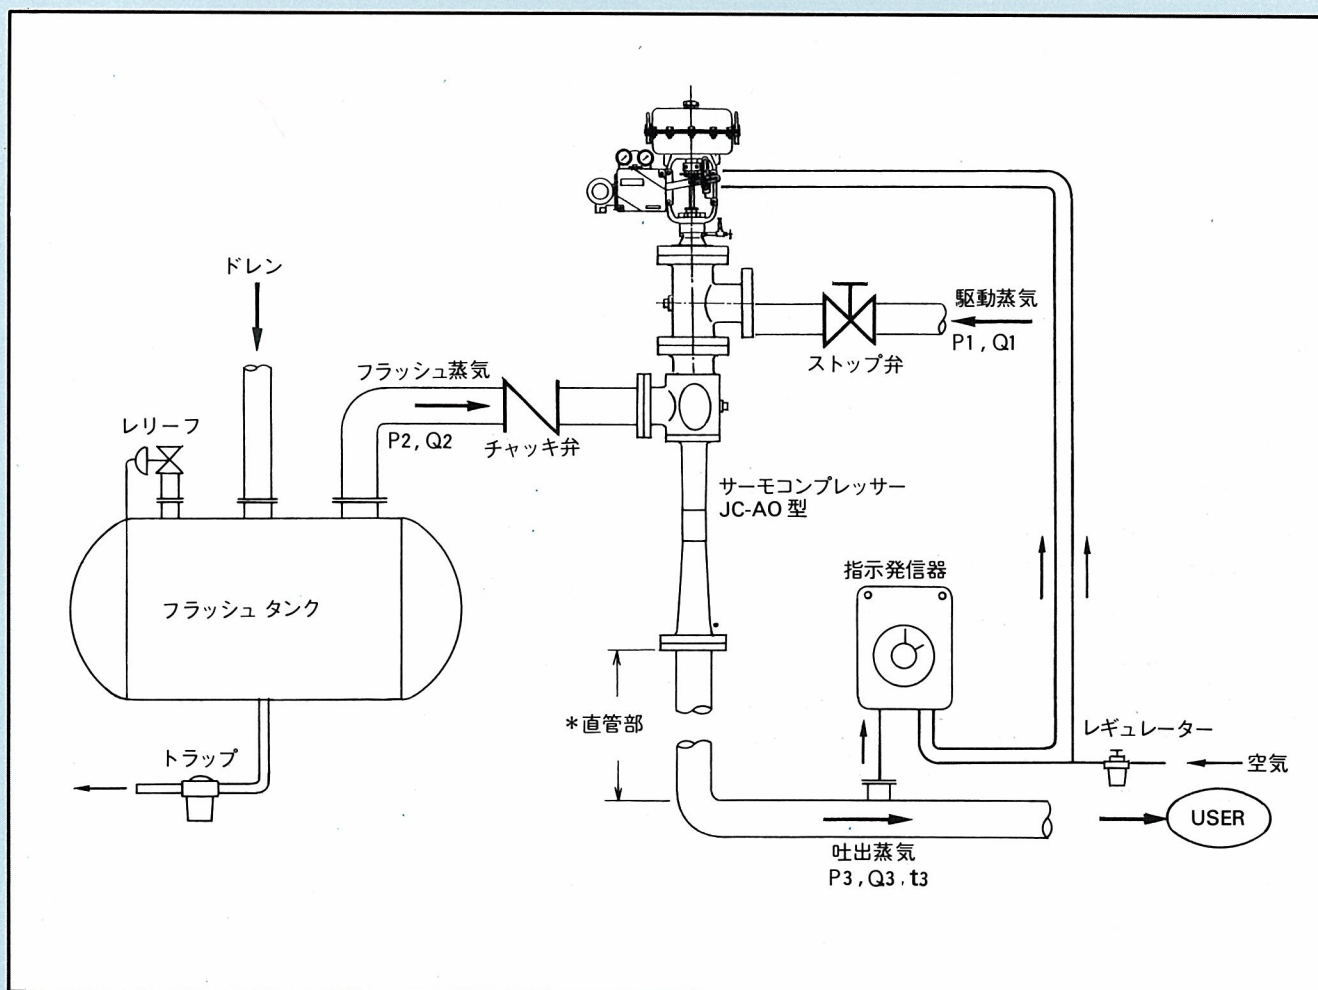 ドレン
駆動蒸気
P1, Q1
ストップ弁
フラッシュ蒸気
P2, Q2
チャッキ弁
レリーフ
サーモコンプレッサー
JC-AO 型
指示発信器
フラッシュ タンク
*直管部
レギュレーター
空気
トラップ
USER
吐出蒸気
P3, Q3, t3